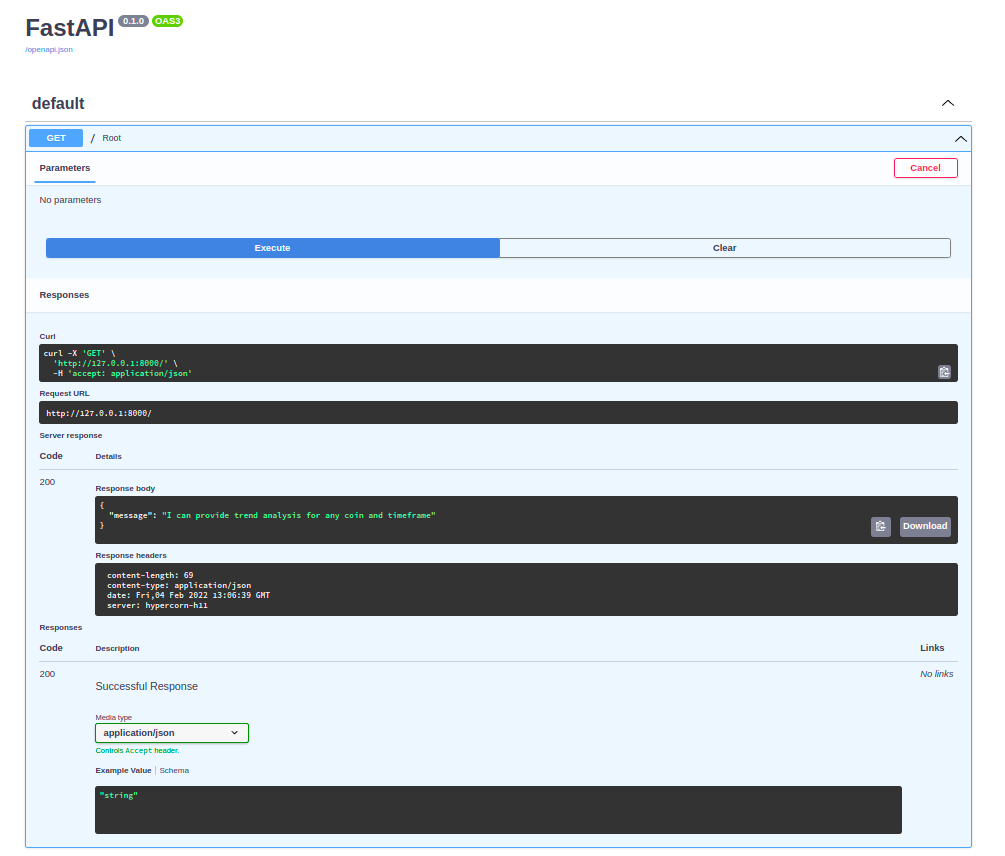 FastAPI 0.1.0 OAS3
/openapi.json
default
GET / Root
Parameters Cancel
No parameters
Execute Clear
Responses
Curl
curl -X 'GET' \
'http://127.0.0.1:8000/' \
-H 'accept: application/json'
Request URL
http://127.0.0.1:8000/
Server response
Code Details
200
Response body
{
"message": "I can provide trend analysis for any coin and timeframe"
}
Download
Response headers
content-length: 69
content-type: application/json
date: Fri,04 Feb 2022 13:06:39 GMT
server: hypercorn-h11
Responses
Code Description Links
200 No links
Successful Response
Media type
application/json
Controls Accept header.
Example Value Schema
"string"